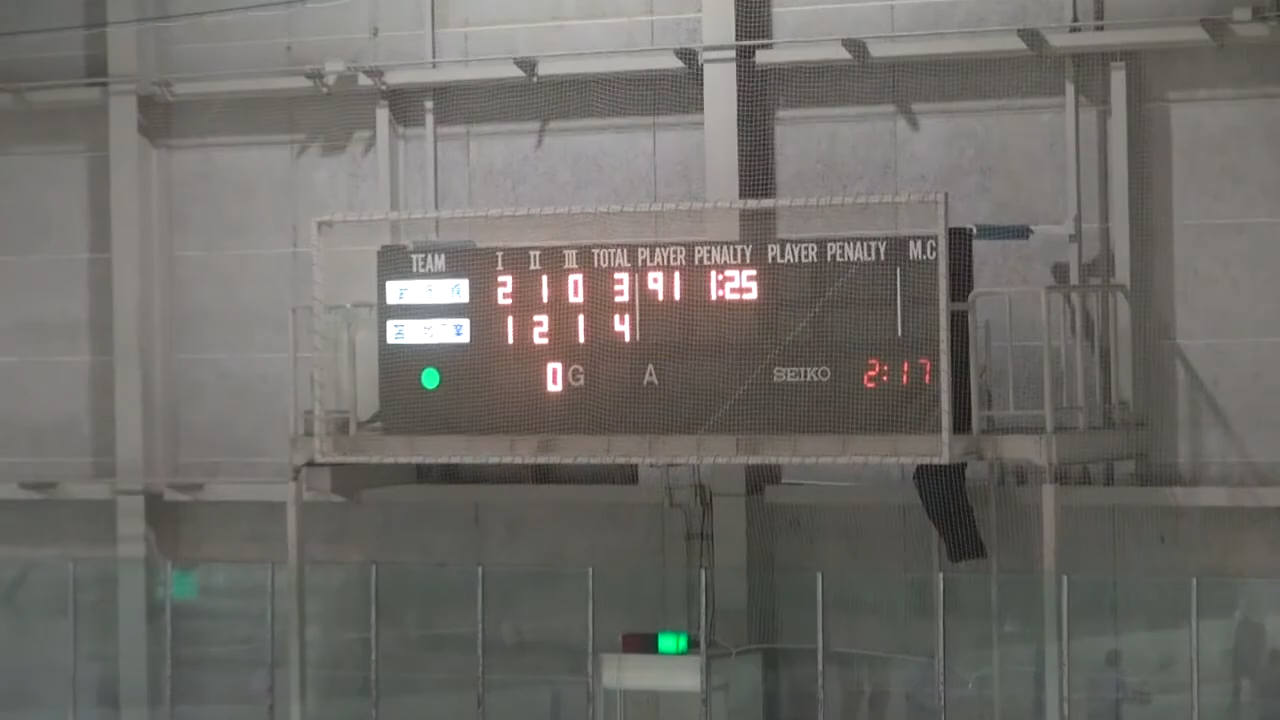 TEAM I II III TOTAL PLAYER PENALTY PLAYER PENALTY M.C
2 1 0 3 91 1:25
1 2 1 4
0 G A SEIKO 2:17